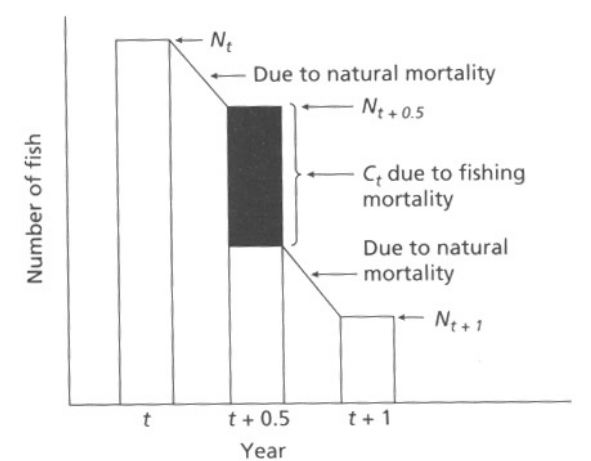 N_t
Due to natural mortality
N_{t + 0.5}
C_t due to fishing
mortality
Due to natural
mortality
N_{t + 1}
Number of fish
t
t + 0.5
t + 1
Year